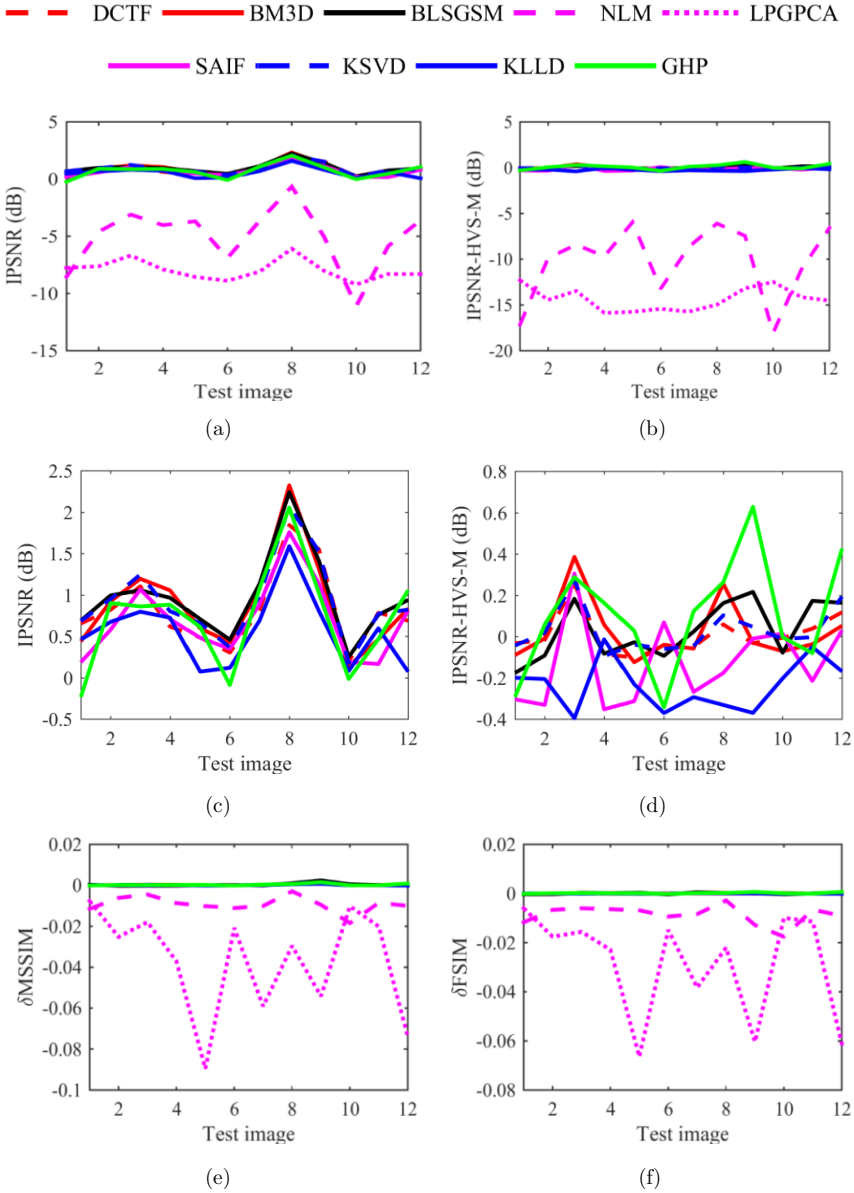 DCTF BM3D BLSGSM NLM LPGPCA
SAIF KSVD KLLD GHP
5
0
-5
-10
-15
IPSNR (dB)
2 4 6 8 10 12
Test image
(a)
5
0
-5
-10
-15
-20
IPSNR-HVS-M (dB)
2 4 6 8 10 12
Test image
(b)
2.5
2
1.5
1
0.5
0
-0.5
IPSNR (dB)
2 4 6 8 10 12
Test image
(c)
0.8
0.6
0.4
0.2
0
-0.2
-0.4
IPSNR-HVS-M (dB)
2 4 6 8 10 12
Test image
(d)
0.02
0
-0.02
-0.04
-0.06
-0.08
-0.1
δMSSIM
2 4 6 8 10 12
Test image
(e)
0.02
0
-0.02
-0.04
-0.06
-0.08
δFSIM
2 4 6 8 10 12
Test image
(f)